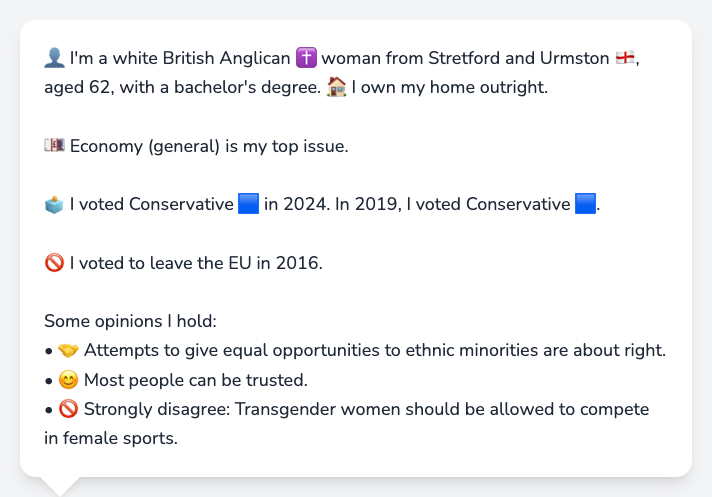 👤 I'm a white British Anglican ✝️ woman from Stretford and Urmston 🏴󠁧󠁢󠁥󠁮󠁧󠁿,
aged 62, with a bachelor's degree. 🏠 I own my home outright.
💷 Economy (general) is my top issue.
🗳️ I voted Conservative 🟦 in 2024. In 2019, I voted Conservative 🟦.
🚫 I voted to leave the EU in 2016.
Some opinions I hold:
• 🤝 Attempts to give equal opportunities to ethnic minorities are about right.
• 😊 Most people can be trusted.
• 🚫 Strongly disagree: Transgender women should be allowed to compete
in female sports.